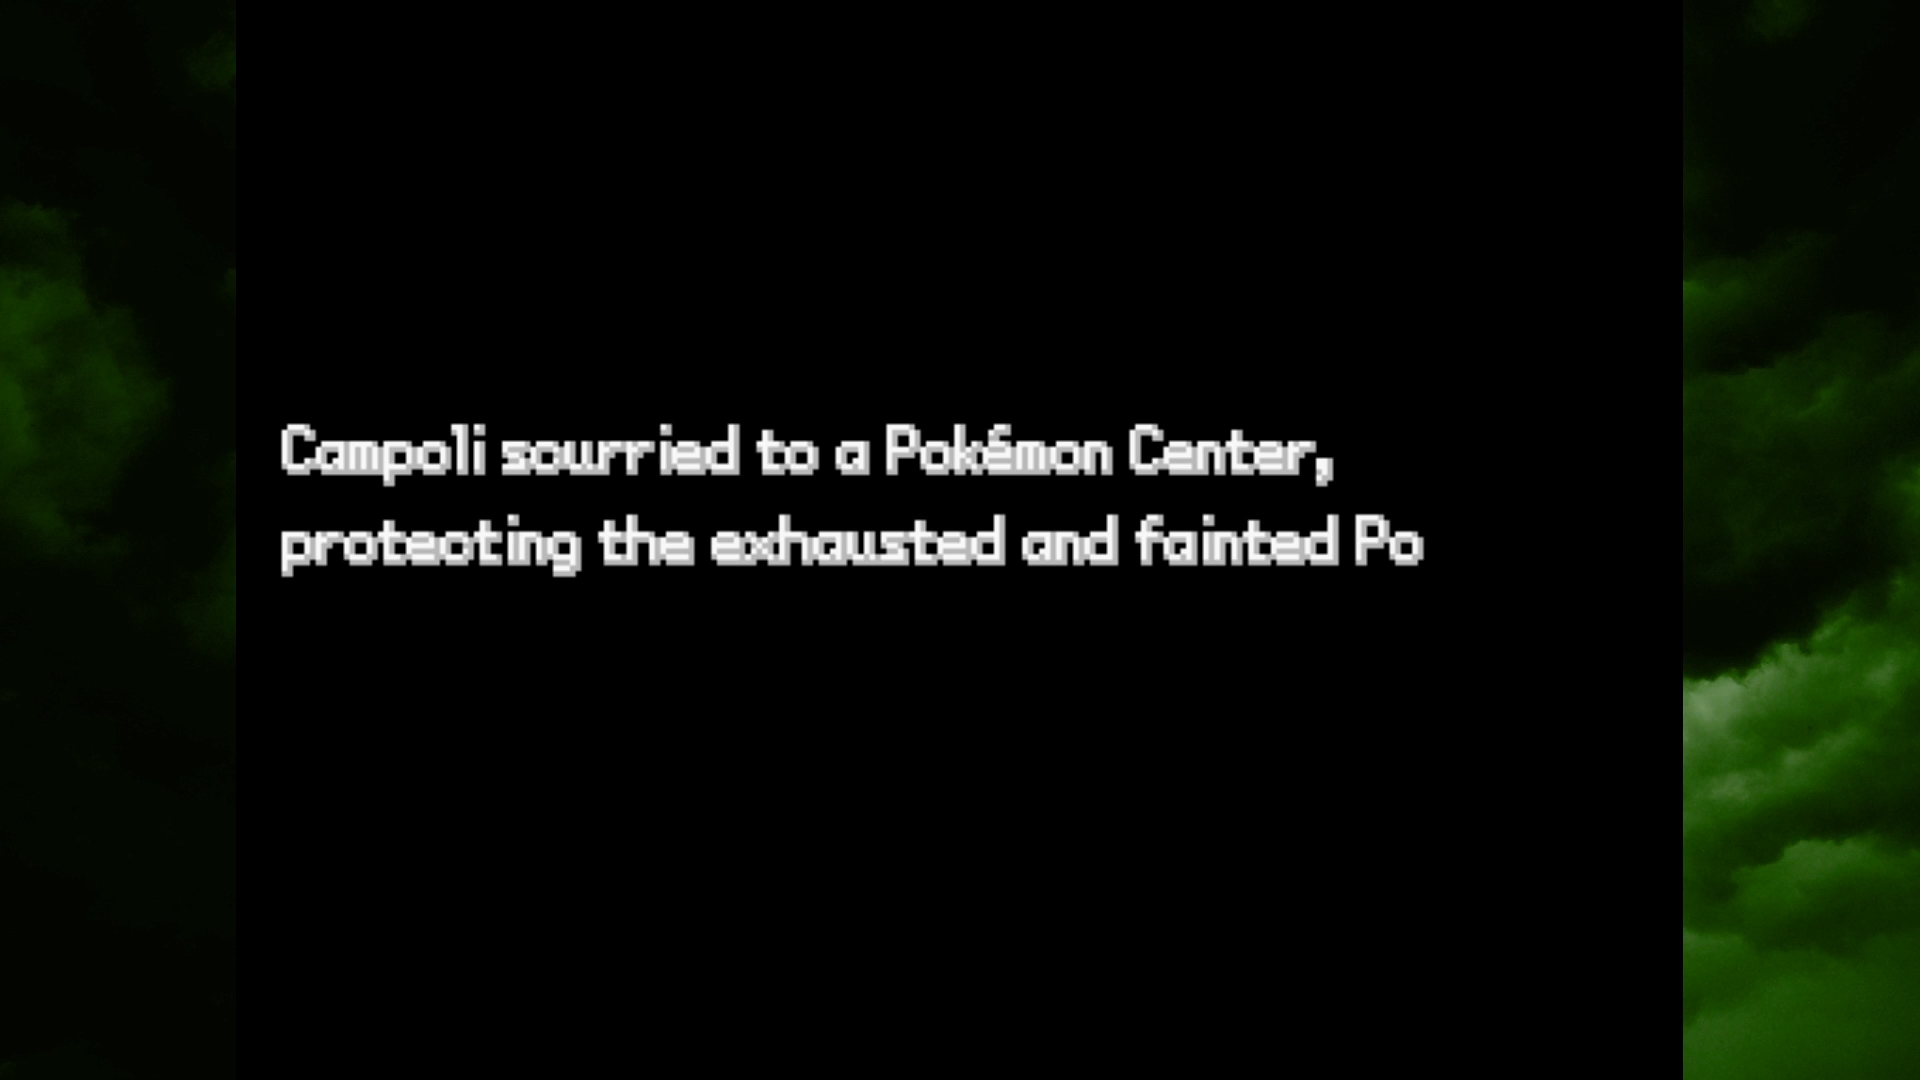 Campoli scurried to a Pokémon Center,
protecting the exhausted and fainted Po